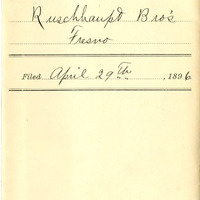 Ruschhaupt Bro's
Fresno
Filed April 29th, 1896